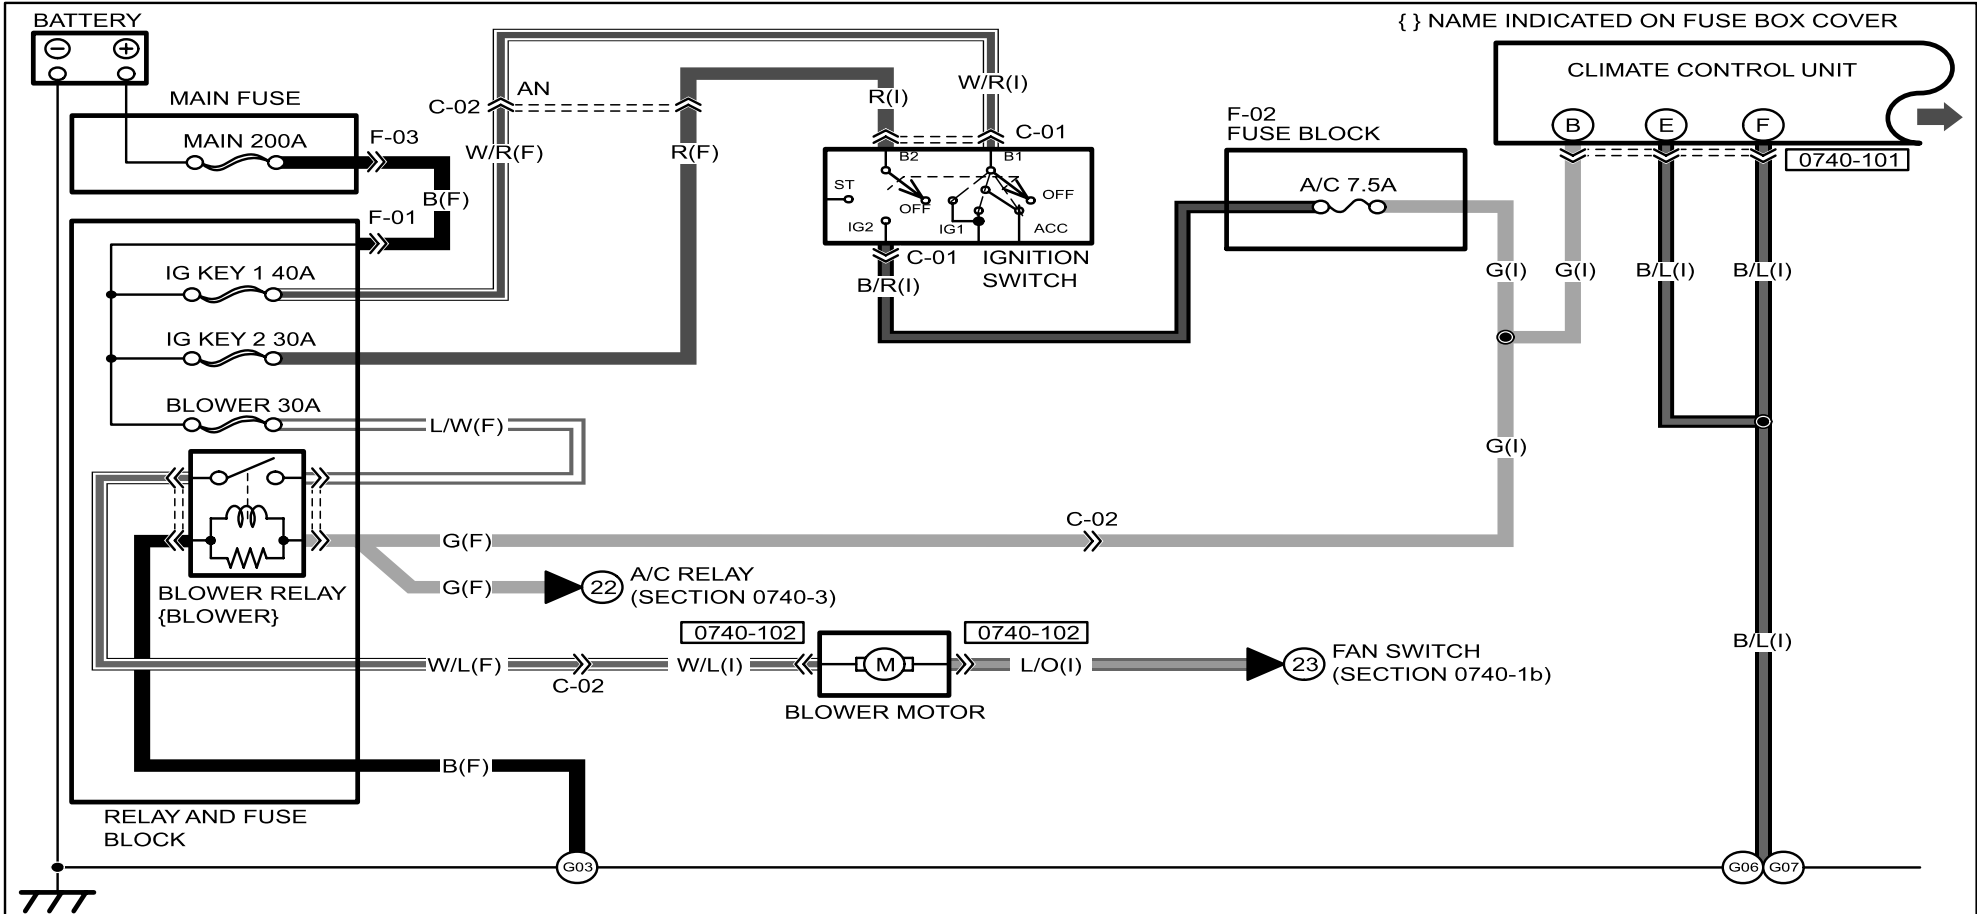 BATTERY
{ } NAME INDICATED ON FUSE BOX COVER
CLIMATE CONTROL UNIT
− +
MAIN FUSE
MAIN 200A
F-03
B(F)
F-01
AN
C-02
W/R(F)
R(F)
R(I)
W/R(I)
C-01
B2
B1
ST
OFF
OFF
IG2
IG1
ACC
C-01
IGNITION
SWITCH
B/R(I)
F-02
FUSE BLOCK
A/C 7.5A
B
E
F
0740-101
G(I)
G(I)
B/L(I)
B/L(I)
IG KEY 1 40A
IG KEY 2 30A
BLOWER 30A
L/W(F)
G(I)
C-02
G(F)
G(F)
22
A/C RELAY
(SECTION 0740-3)
BLOWER RELAY
{BLOWER}
0740-102
0740-102
W/L(F)
C-02
W/L(I)
M
L/O(I)
23
FAN SWITCH
(SECTION 0740-1b)
B/L(I)
BLOWER MOTOR
B(F)
RELAY AND FUSE
BLOCK
G03
G06
G07